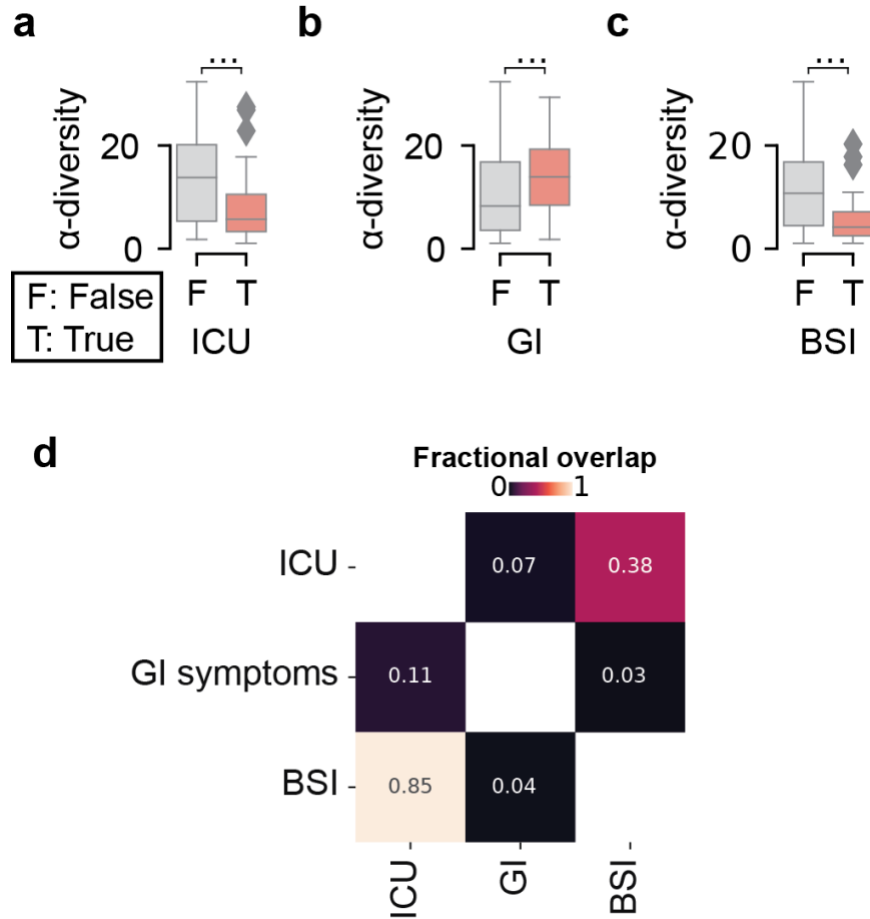 a
b
c
α-diversity
20
0
...
F T
ICU
α-diversity
20
0
...
F T
GI
α-diversity
20
0
...
F T
BSI
F: False
T: True
d
Fractional overlap
0 1
ICU
0.07 0.38
GI symptoms
0.11 0.03
BSI
0.85 0.04
ICU GI BSI